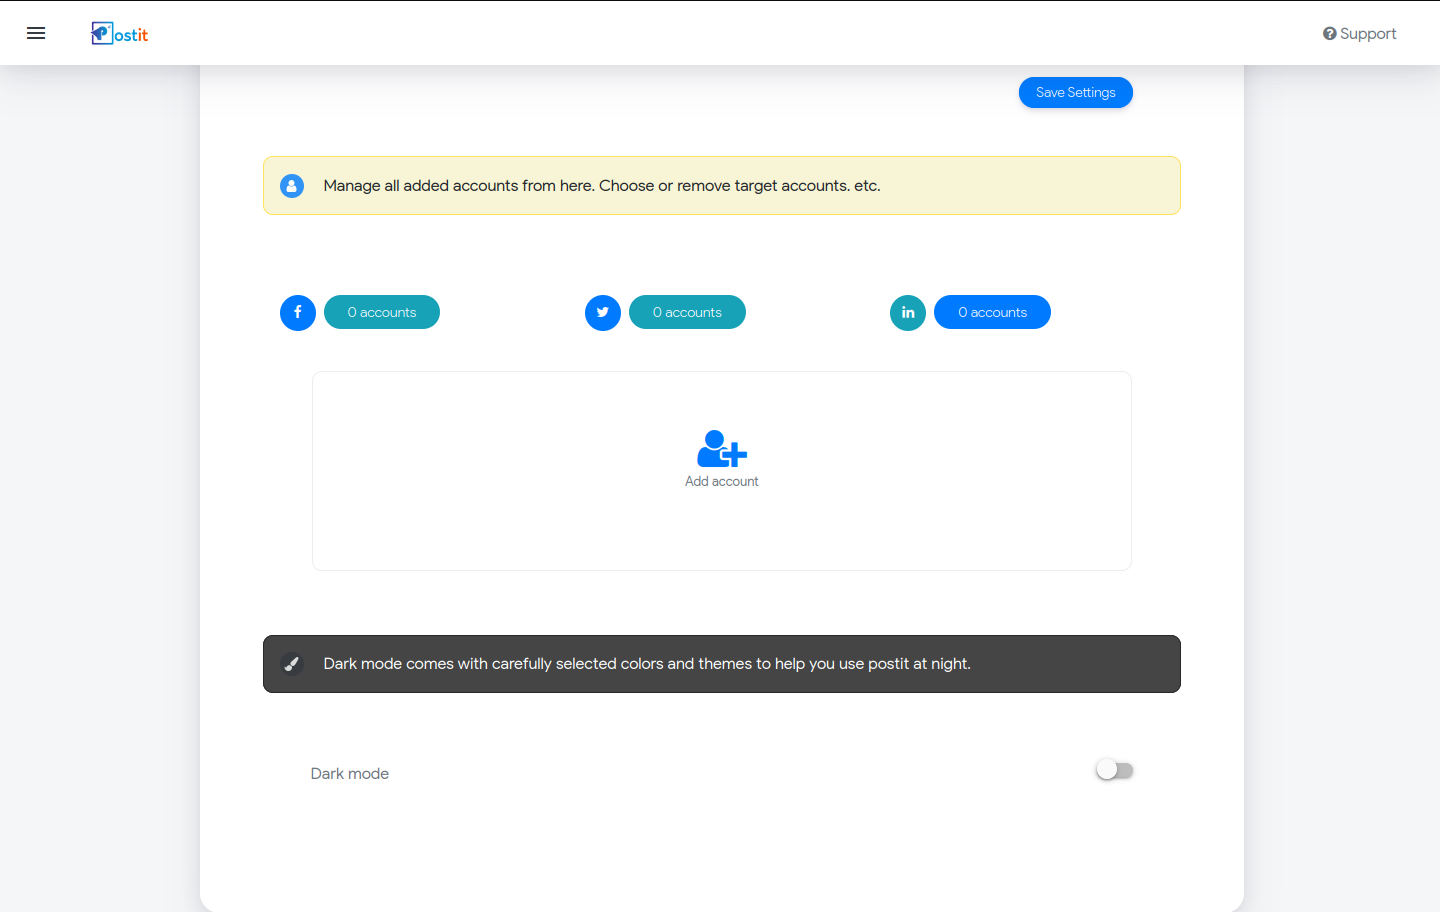 Postit
Support
Save Settings
Manage all added accounts from here. Choose or remove target accounts. etc.
0 accounts
0 accounts
in
0 accounts
Add account
Dark mode comes with carefully selected colors and themes to help you use postit at night.
Dark mode